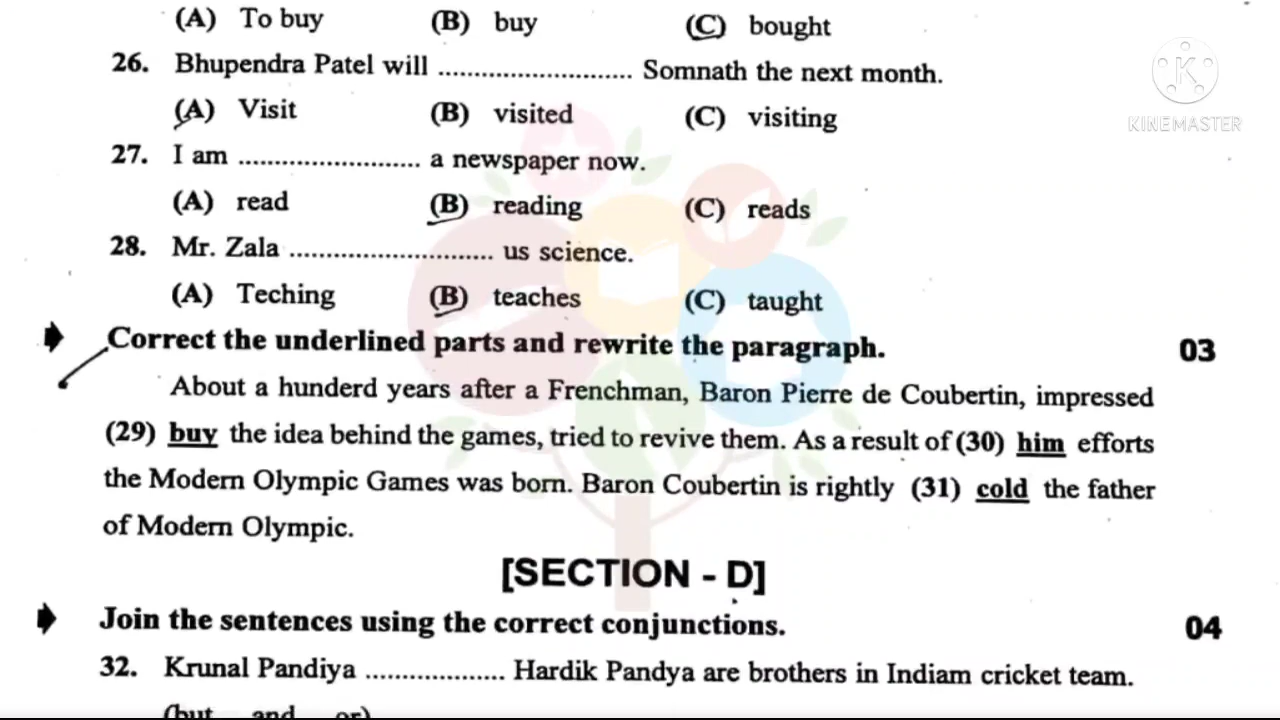 (A) To buy (B) buy (C) bought
26. Bhupendra Patel will .......................... Somnath the next month.
(A) Visit (B) visited (C) visiting
K
KINEMASTER
27. I am ........................ a newspaper now.
(A) read (B) reading (C) reads
28. Mr. Zala ........................... us science.
(A) Teching (B) teaches (C) taught
Correct the underlined parts and rewrite the paragraph. 03
About a hunderd years after a Frenchman, Baron Pierre de Coubertin, impressed
(29) buy the idea behind the games, tried to revive them. As a result of (30) him efforts
the Modern Olympic Games was born. Baron Coubertin is rightly (31) cold the father
of Modern Olympic.
[SECTION - D]
Join the sentences using the correct conjunctions. 04
32. Krunal Pandiya ................... Hardik Pandya are brothers in Indiam cricket team.
(but and or)